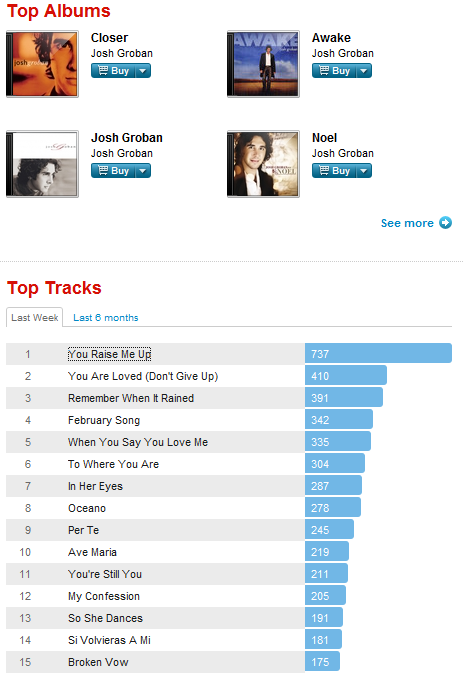 Top Albums
Closer
Josh Groban
Buy
AWAKE
Awake
Josh Groban
Buy
Josh Groban
Josh Groban
Buy
NOEL
Noel
Josh Groban
Buy
See more
Top Tracks
Last Week Last 6 months
1 You Raise Me Up 737
2 You Are Loved (Don't Give Up) 410
3 Remember When It Rained 391
4 February Song 342
5 When You Say You Love Me 335
6 To Where You Are 304
7 In Her Eyes 287
8 Oceano 278
9 Per Te 245
10 Ave Maria 219
11 You're Still You 211
12 My Confession 205
13 So She Dances 191
14 Si Volvieras A Mi 181
15 Broken Vow 175